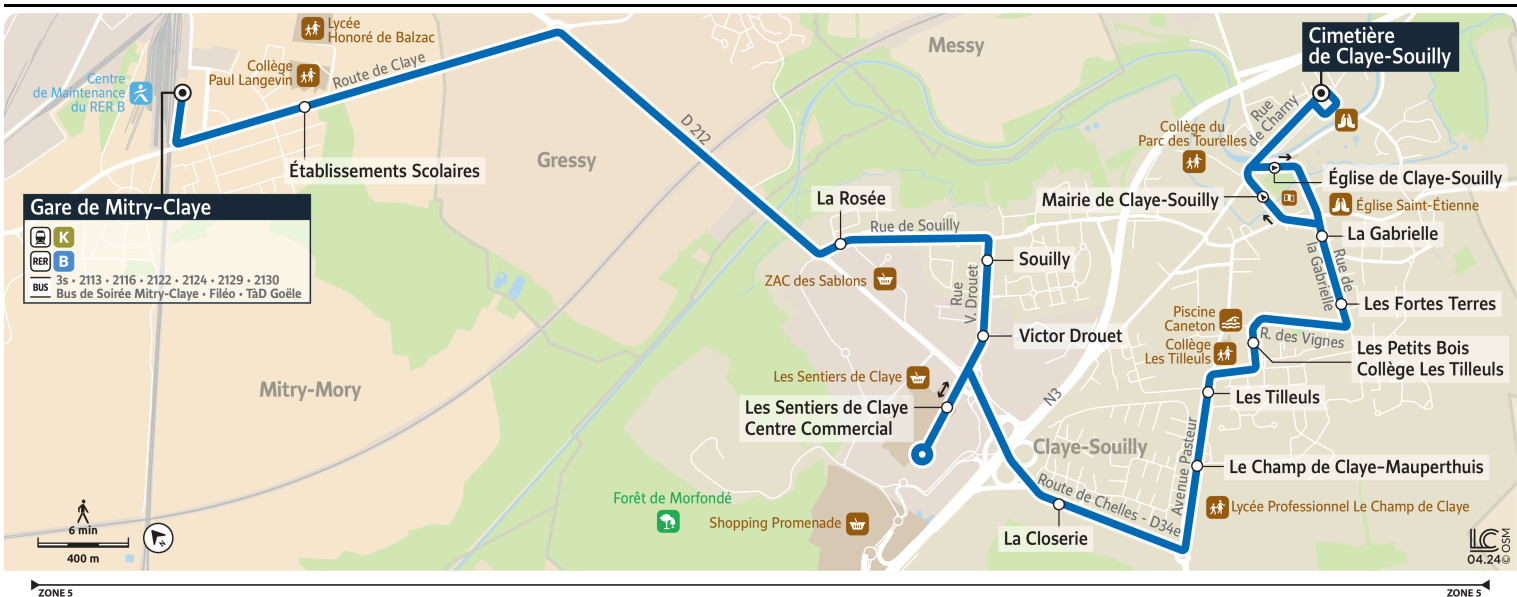 Lycée
Honoré de Balzac
Collège
Paul Langevin
Route de Claye
Centre
de Maintenance
du RER B
Établissements Scolaires
Gare de Mitry-Claye
K
RER
B
BUS
3s • 2113 • 2116 • 2122 • 2124 • 2129 • 2130
Bus de Soirée Mitry-Claye • Filéo • TàD Goële
Gressy
D 212
Messy
Mitry-Mory
Cimetière
de Claye-Souilly
Rue
de Charny
Collège du
Parc des Tourelles
Église de Claye-Souilly
Mairie de Claye-Souilly
Église Saint-Étienne
La Gabrielle
Rue de
la Gabrielle
La Rosée
Rue de Souilly
Souilly
ZAC des Sablons
Rue
V. Drouet
Victor Drouet
Les Fortes Terres
Piscine
Caneton
R. des Vignes
Collège
Les Tilleuls
Les Petits Bois
Collège Les Tilleuls
Les Sentiers de Claye
Les Sentiers de Claye
Centre Commercial
N3
Les Tilleuls
Claye-Souilly
Avenue Pasteur
Le Champ de Claye-Mauperthuis
Route de Chelles - D34e
Lycée Professionnel Le Champ de Claye
Forêt de Morfondé
Shopping Promenade
La Closerie
6 min
400 m
N
LC
04.24 © OSM
ZONE 5
ZONE 5